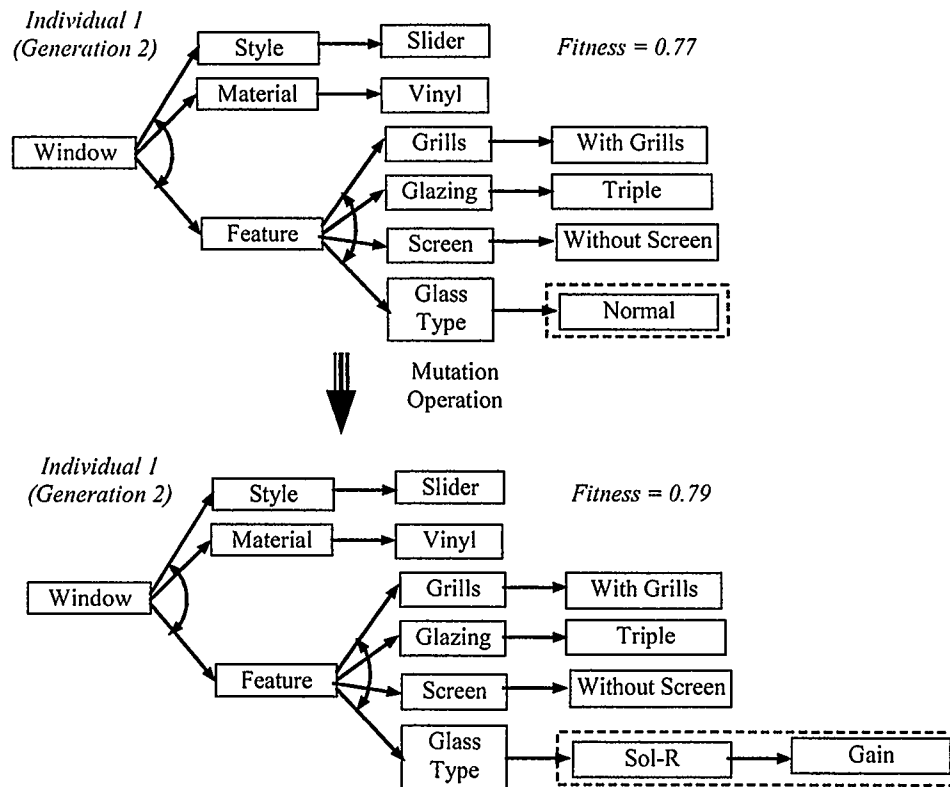 Individual 1
(Generation 2)
Style
Slider
Fitness = 0.77
Material
Vinyl
Window
Grills
With Grills
Glazing
Triple
Feature
Screen
Without Screen
Glass
Type
Normal
Mutation
Operation
Individual 1
(Generation 2)
Style
Slider
Fitness = 0.79
Material
Vinyl
Window
Grills
With Grills
Glazing
Triple
Feature
Screen
Without Screen
Glass
Type
Sol-R
Gain